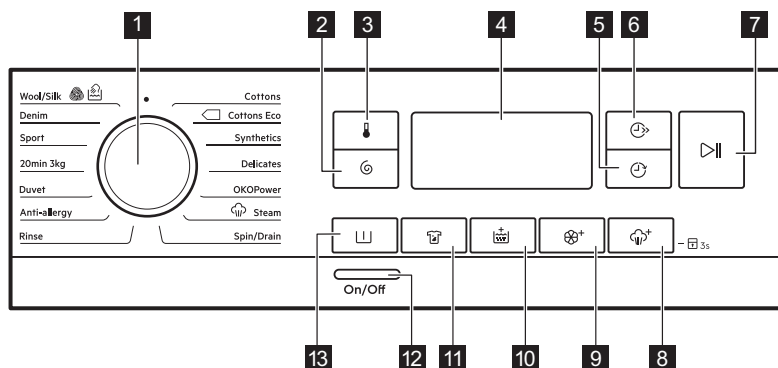 1
2
3
4
5
6
7
Wool/Silk
Denim
Sport
20min 3kg
Duvet
Anti-allergy
Rinse
Cottons
Cottons Eco
Synthetics
Delicates
OKOPower
Steam
Spin/Drain
3s
On/Off
13
12
11
10
9
8